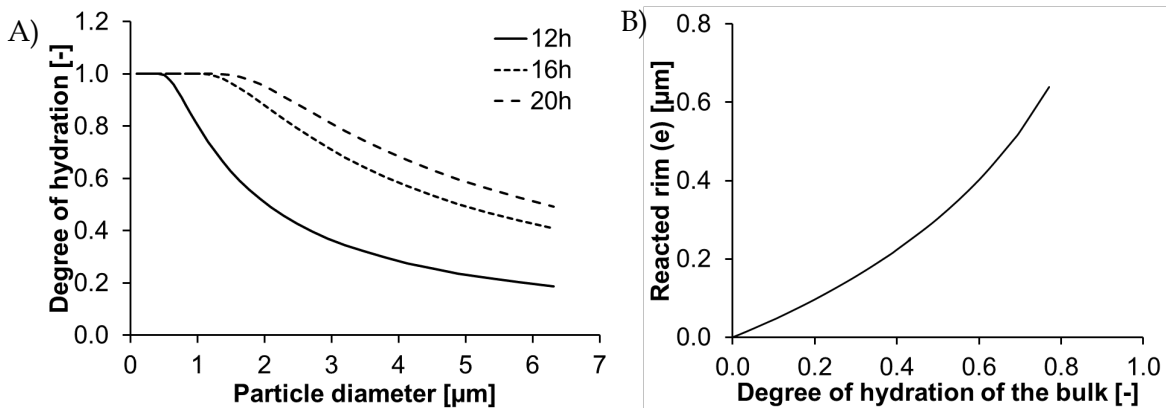 A)
Degree of hydration [-]
1.2
1.0
0.8
0.6
0.4
0.2
0.0
0 1 2 3 4 5 6 7
Particle diameter [µm]
12h
16h
20h
B)
Reacted rim (e) [µm]
0.8
0.6
0.4
0.2
0.0
0.0 0.2 0.4 0.6 0.8 1.0
Degree of hydration of the bulk [-]